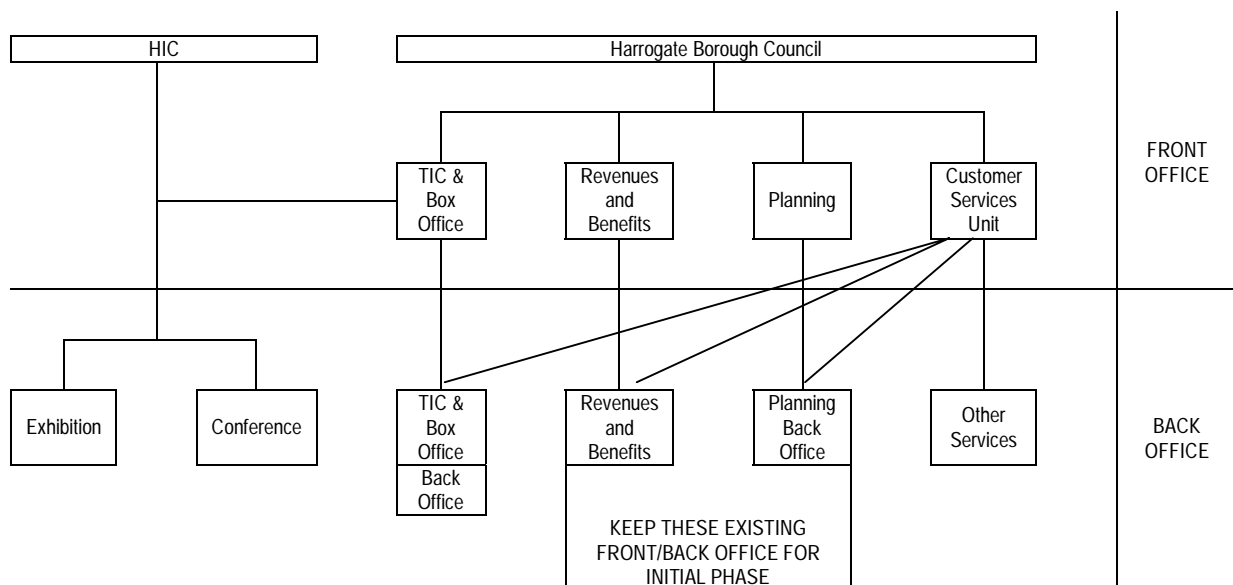 HIC
Harrogate Borough Council
TIC &
Box
Office
Revenues
and
Benefits
Planning
Customer
Services
Unit
FRONT
OFFICE
Exhibition
Conference
TIC &
Box
Office
Back
Office
Revenues
and
Benefits
Planning
Back
Office
Other
Services
BACK
OFFICE
KEEP THESE EXISTING
FRONT/BACK OFFICE FOR
INITIAL PHASE